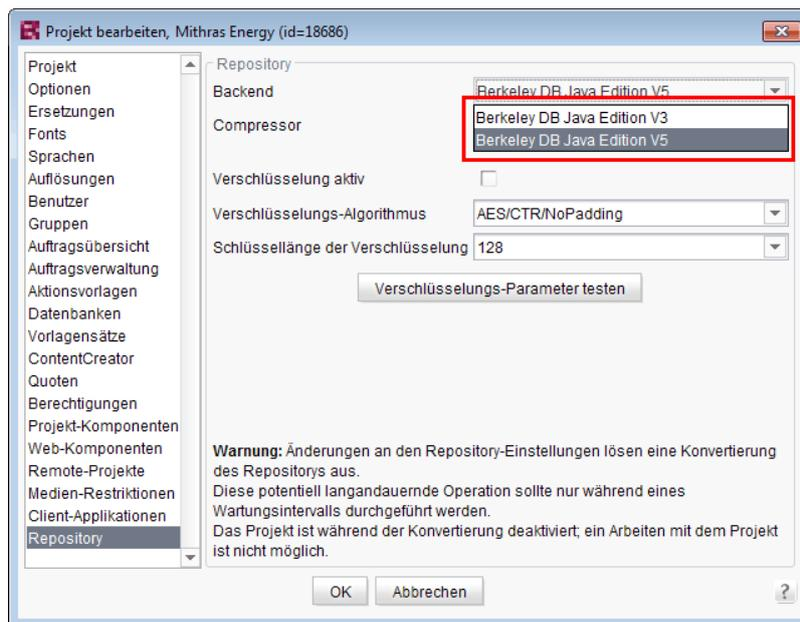 Projekt bearbeiten, Mithras Energy (id=18686)
Projekt
Optionen
Ersetzungen
Fonts
Sprachen
Auflösungen
Benutzer
Gruppen
Auftragsübersicht
Auftragsverwaltung
Aktionsvorlagen
Datenbanken
Vorlagensätze
ContentCreator
Quoten
Berechtigungen
Projekt-Komponenten
Web-Komponenten
Remote-Projekte
Medien-Restriktionen
Client-Applikationen
Repository
Repository
Backend
Berkeley DB Java Edition V5
Compressor
Berkeley DB Java Edition V3
Berkeley DB Java Edition V5
Verschlüsselung aktiv
Verschlüsselungs-Algorithmus
AES/CTR/NoPadding
Schlüssellänge der Verschlüsselung
128
Verschlüsselungs-Parameter testen
Warnung: Änderungen an den Repository-Einstellungen lösen eine Konvertierung
des Repositorys aus.
Diese potentiell langandauernde Operation sollte nur während eines
Wartungsintervalls durchgeführt werden.
Das Projekt ist während der Konvertierung deaktiviert; ein Arbeiten mit dem Projekt
ist nicht möglich.
OK
Abbrechen
?